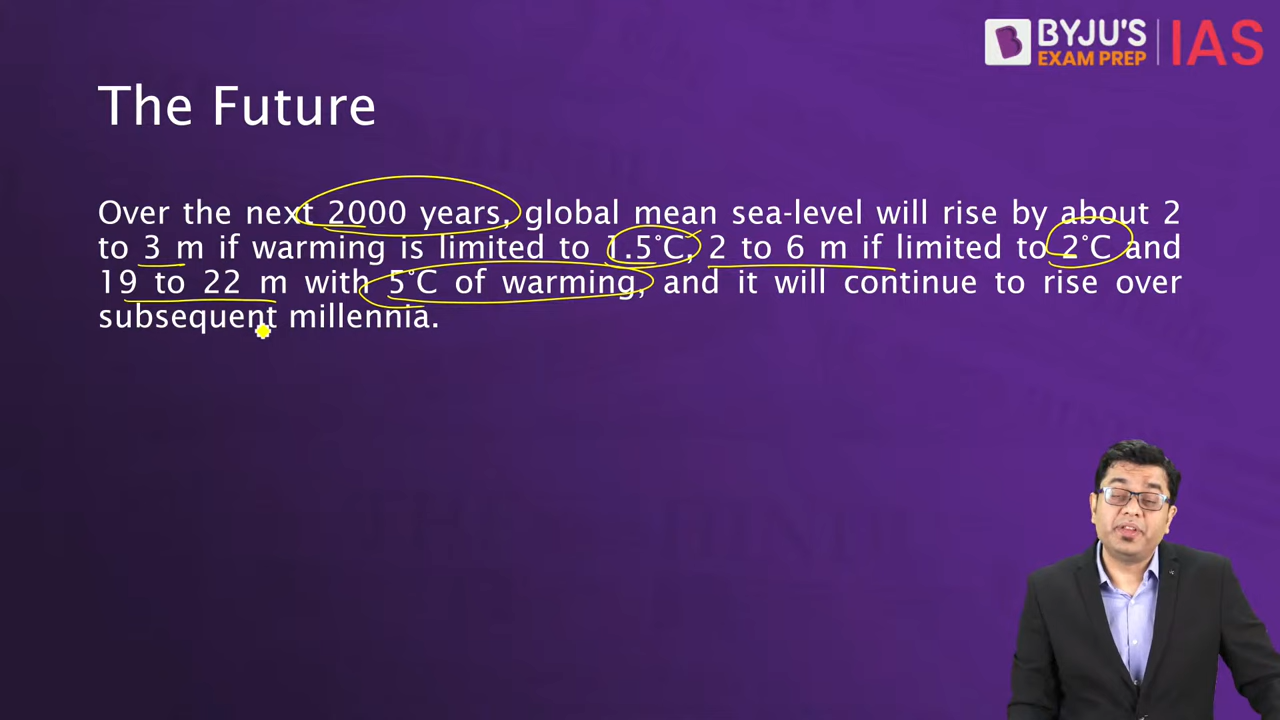 BYJU'S
EXAM PREP
IAS
The Future
Over the next 2000 years, global mean sea-level will rise by about 2
to 3 m if warming is limited to 1.5°C, 2 to 6 m if limited to 2°C and
19 to 22 m with 5°C of warming, and it will continue to rise over
subsequent millennia.